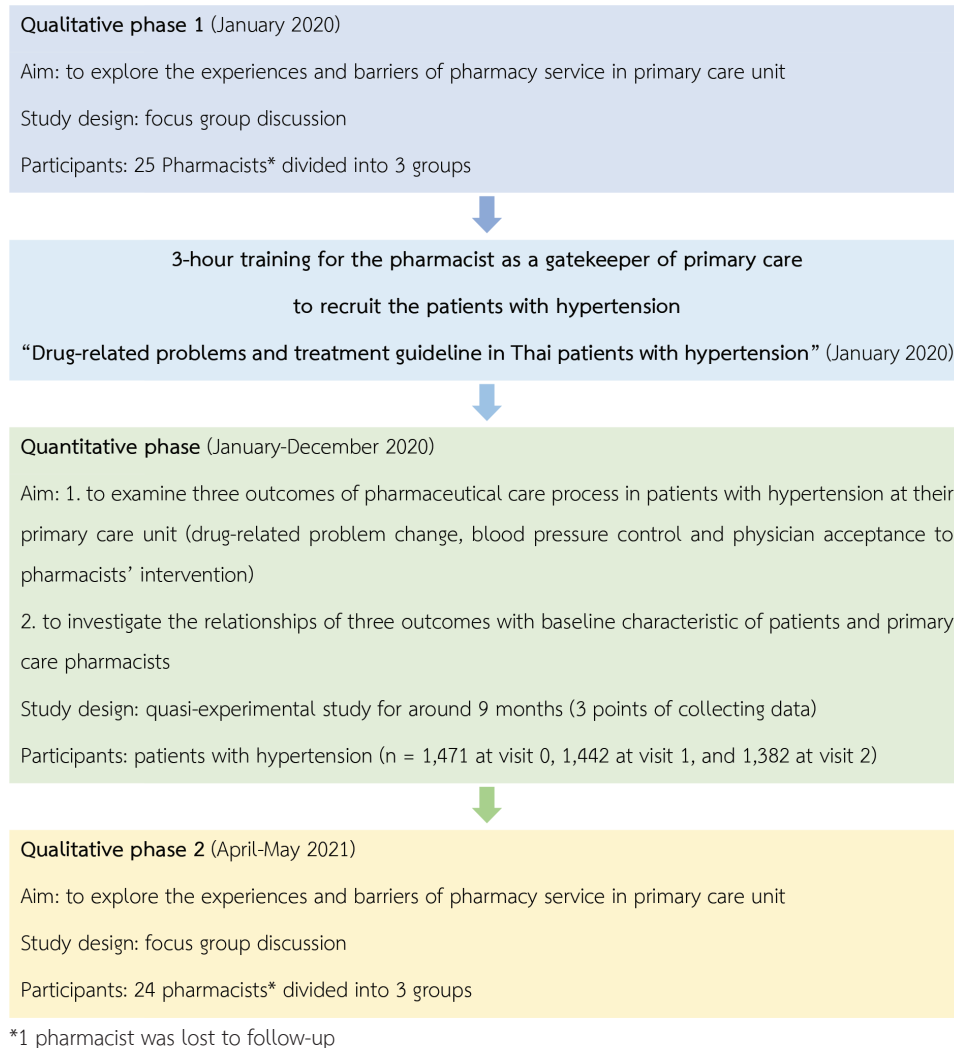 Qualitative phase 1 (January 2020)
Aim: to explore the experiences and barriers of pharmacy service in primary care unit
Study design: focus group discussion
Participants: 25 Pharmacists* divided into 3 groups
3-hour training for the pharmacist as a gatekeeper of primary care
to recruit the patients with hypertension
“Drug-related problems and treatment guideline in Thai patients with hypertension” (January 2020)
Quantitative phase (January-December 2020)
Aim: 1. to examine three outcomes of pharmaceutical care process in patients with hypertension at their
primary care unit (drug-related problem change, blood pressure control and physician acceptance to
pharmacists’ intervention)
2. to investigate the relationships of three outcomes with baseline characteristic of patients and primary
care pharmacists
Study design: quasi-experimental study for around 9 months (3 points of collecting data)
Participants: patients with hypertension (n = 1,471 at visit 0, 1,442 at visit 1, and 1,382 at visit 2)
Qualitative phase 2 (April-May 2021)
Aim: to explore the experiences and barriers of pharmacy service in primary care unit
Study design: focus group discussion
Participants: 24 pharmacists* divided into 3 groups
*1 pharmacist was lost to follow-up